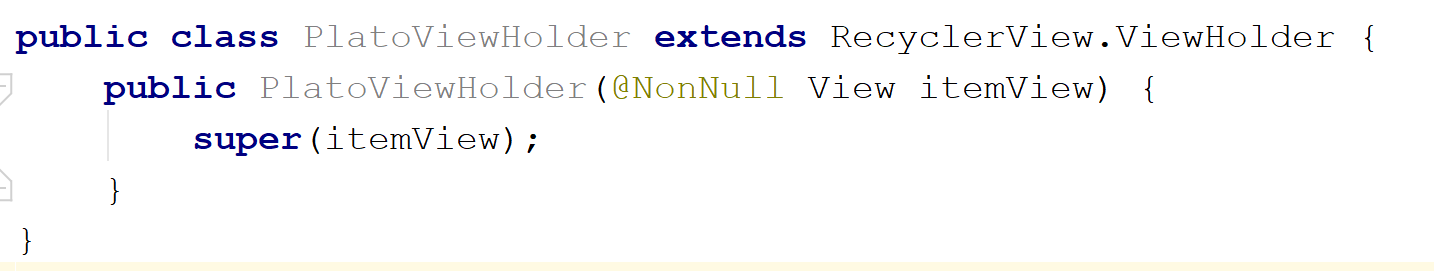 public class PlatoViewHolder extends RecyclerView.ViewHolder {
    public PlatoViewHolder(@NonNull View itemView) {
        super(itemView);
    }
}